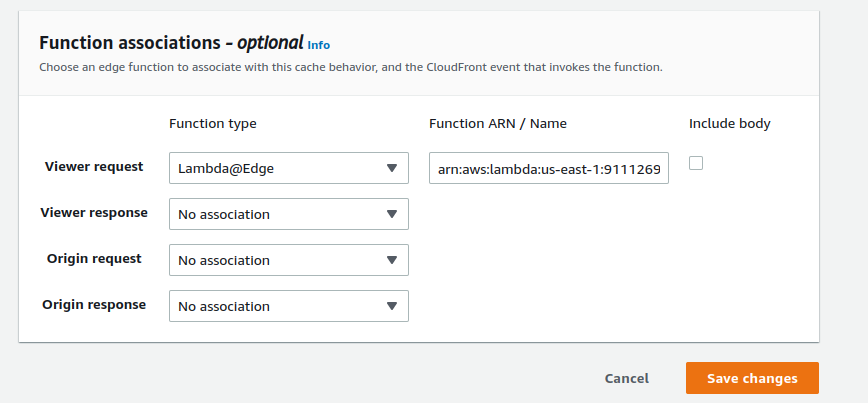 Function associations - optional Info
Choose an edge function to associate with this cache behavior, and the CloudFront event that invokes the function.
Function type Function ARN / Name Include body
Viewer request Lambda@Edge arn:aws:lambda:us-east-1:9111269
Viewer response No association
Origin request No association
Origin response No association
Cancel Save changes